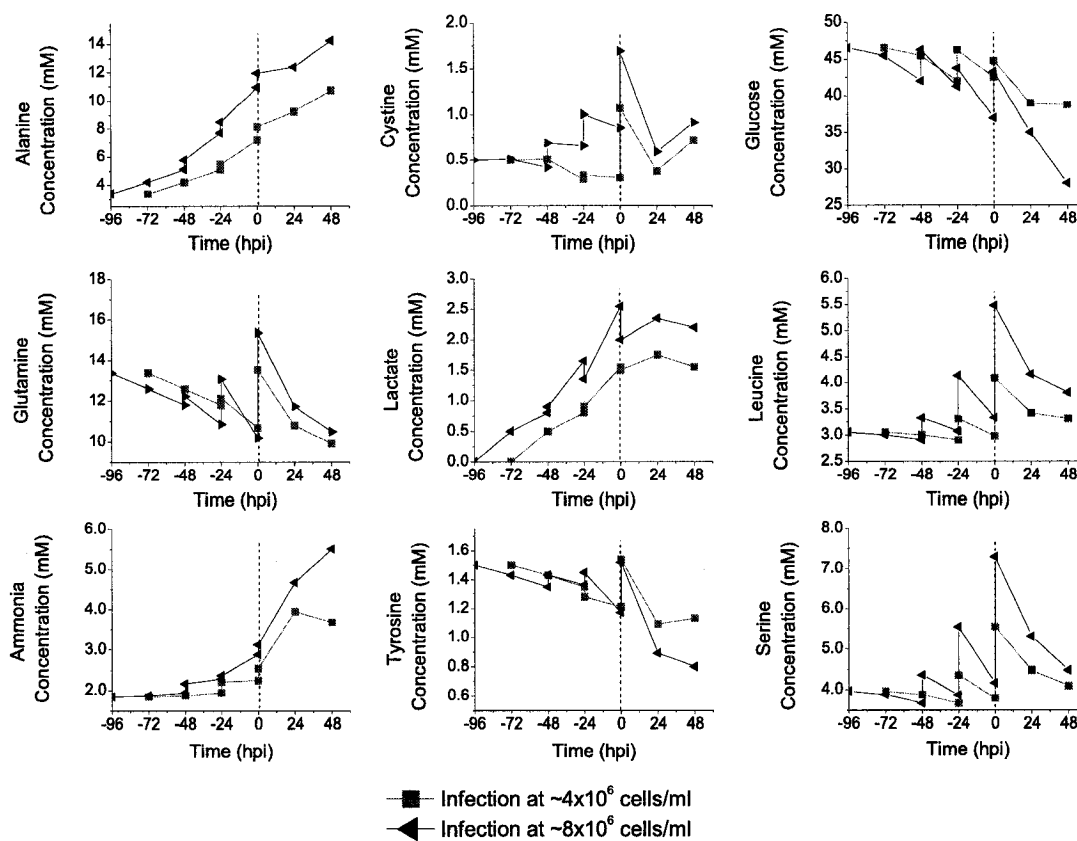 Alanine
Concentration (mM)
14
12
10
8
6
4
-96 -72 -48 -24 0 24 48
Time (hpi)
Cystine
Concentration (mM)
2.0
1.5
1.0
0.5
0.0
-96 -72 -48 -24 0 24 48
Time (hpi)
Glucose
Concentration (mM)
50
45
40
35
30
25
-96 -72 -48 -24 0 24 48
Time (hpi)
Glutamine
Concentration (mM)
18
16
14
12
10
-96 -72 -48 -24 0 24 48
Time (hpi)
Lactate
Concentration (mM)
3.0
2.5
2.0
1.5
1.0
0.5
0.0
-96 -72 -48 -24 0 24 48
Time (hpi)
Leucine
Concentration (mM)
6.0
5.5
5.0
4.5
4.0
3.5
3.0
2.5
-96 -72 -48 -24 0 24 48
Time (hpi)
Ammonia
Concentration (mM)
6.0
5.0
4.0
3.0
2.0
-96 -72 -48 -24 0 24 48
Time (hpi)
Tyrosine
Concentration (mM)
1.6
1.4
1.2
1.0
0.8
0.6
-96 -72 -48 -24 0 24 48
Time (hpi)
Serine
Concentration (mM)
8.0
7.0
6.0
5.0
4.0
-96 -72 -48 -24 0 24 48
Time (hpi)
Infection at ~4x10⁶ cells/ml
Infection at ~8x10⁶ cells/ml